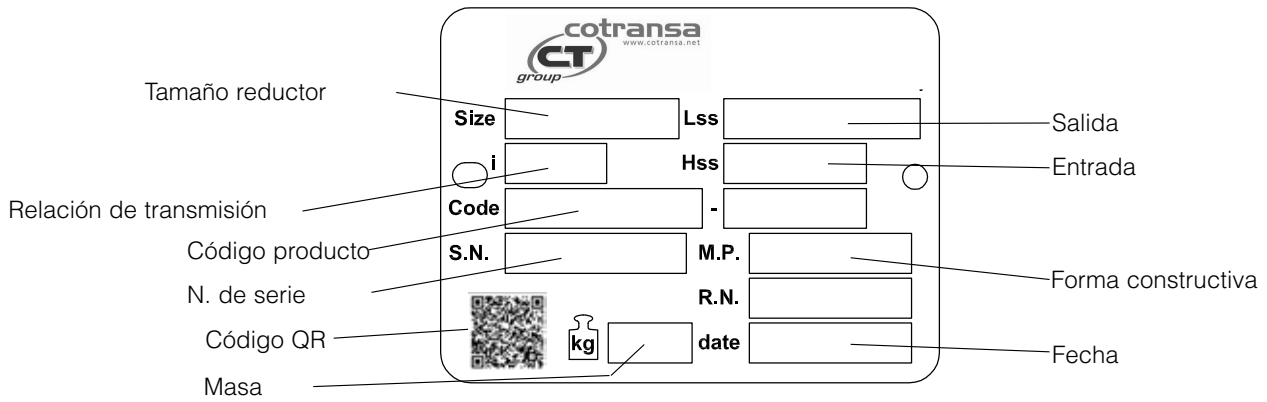 cotransa
www.cotransa.net
CT
group
Tamaño reductor
Size
Lss
Salida
i
Hss
Entrada
Relación de transmisión
Code
-
Código producto
S.N.
M.P.
Forma constructiva
N. de serie
R.N.
Código QR
kg
date
Fecha
Masa